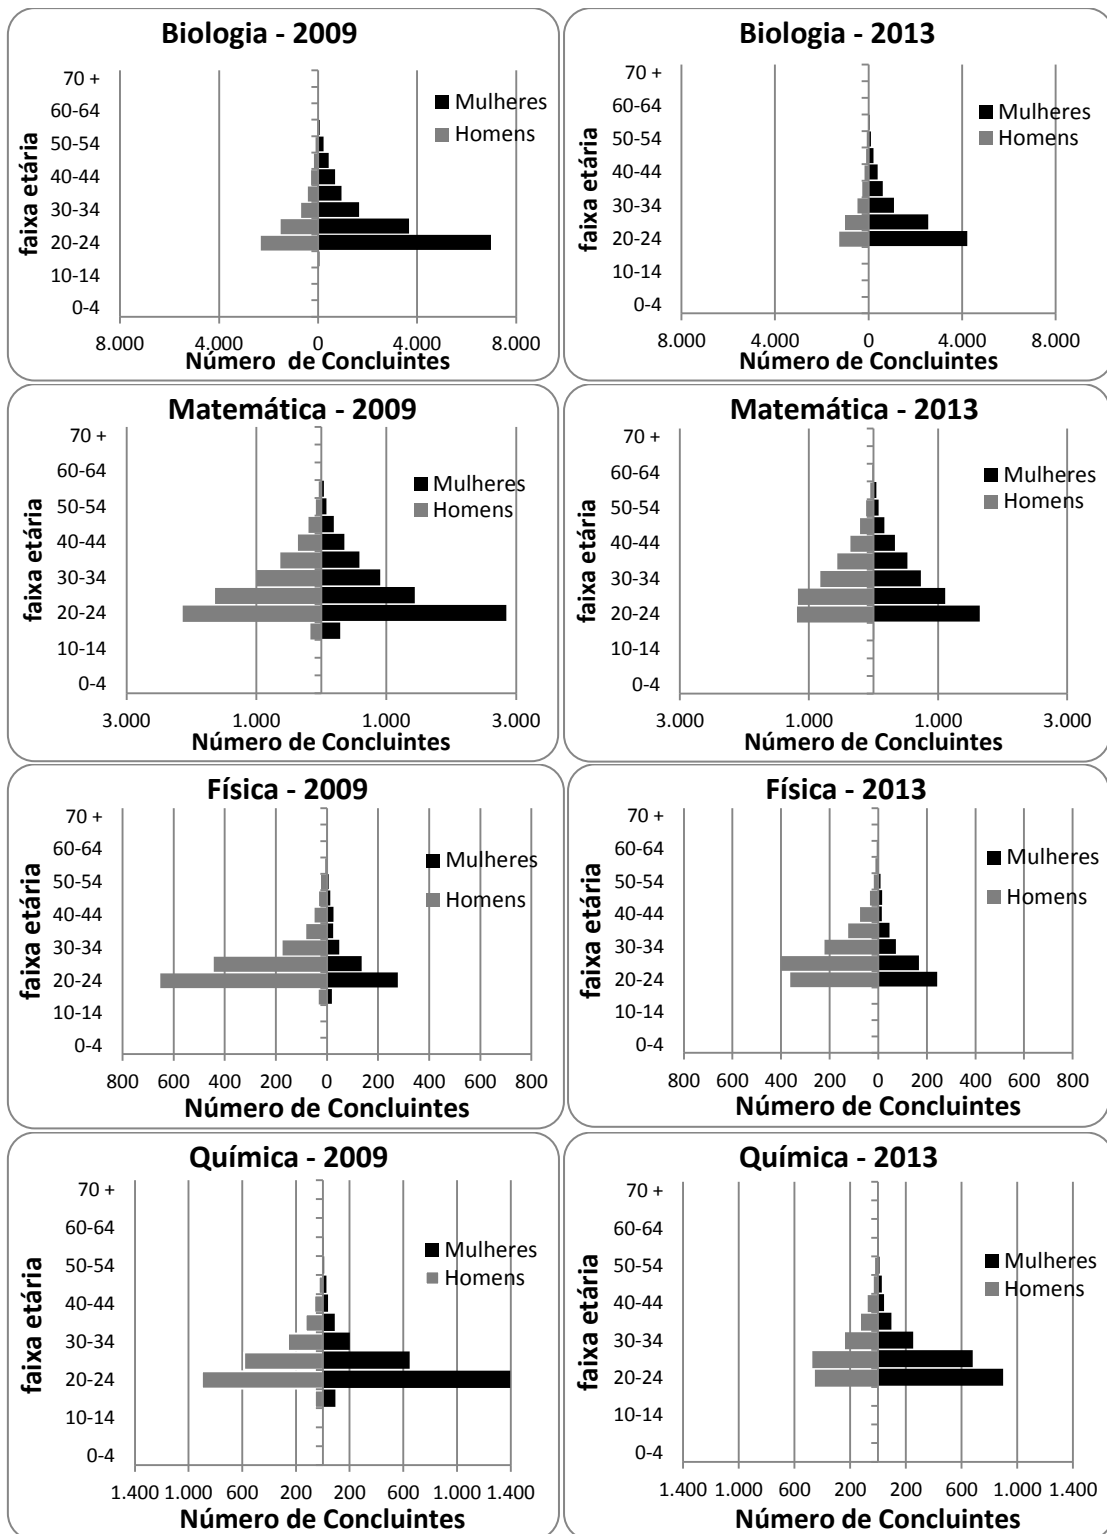 Biologia - 2009
faixa etária
70 +
60-64
50-54
40-44
30-34
20-24
10-14
0-4
Mulheres
Homens
8.000 4.000 0 4.000 8.000
Número de Concluintes
Biologia - 2013
faixa etária
70 +
60-64
50-54
40-44
30-34
20-24
10-14
0-4
Mulheres
Homens
8.000 4.000 0 4.000 8.000
Número de Concluintes
Matemática - 2009
faixa etária
70 +
60-64
50-54
40-44
30-34
20-24
10-14
0-4
Mulheres
Homens
3.000 1.000 1.000 3.000
Número de Concluintes
Matemática - 2013
faixa etária
70 +
60-64
50-54
40-44
30-34
20-24
10-14
0-4
Mulheres
Homens
3.000 1.000 1.000 3.000
Número de Concluintes
Física - 2009
faixa etária
70 +
60-64
50-54
40-44
30-34
20-24
10-14
0-4
Mulheres
Homens
800 600 400 200 0 200 400 600 800
Número de Concluintes
Física - 2013
faixa etária
70 +
60-64
50-54
40-44
30-34
20-24
10-14
0-4
Mulheres
Homens
800 600 400 200 0 200 400 600 800
Número de Concluintes
Química - 2009
faixa etária
70 +
60-64
50-54
40-44
30-34
20-24
10-14
0-4
Mulheres
Homens
1.400 1.000 600 200 200 600 1.000 1.400
Número de Concluintes
Química - 2013
faixa etária
70 +
60-64
50-54
40-44
30-34
20-24
10-14
0-4
Mulheres
Homens
1.400 1.000 600 200 200 600 1.000 1.400
Número de Concluintes